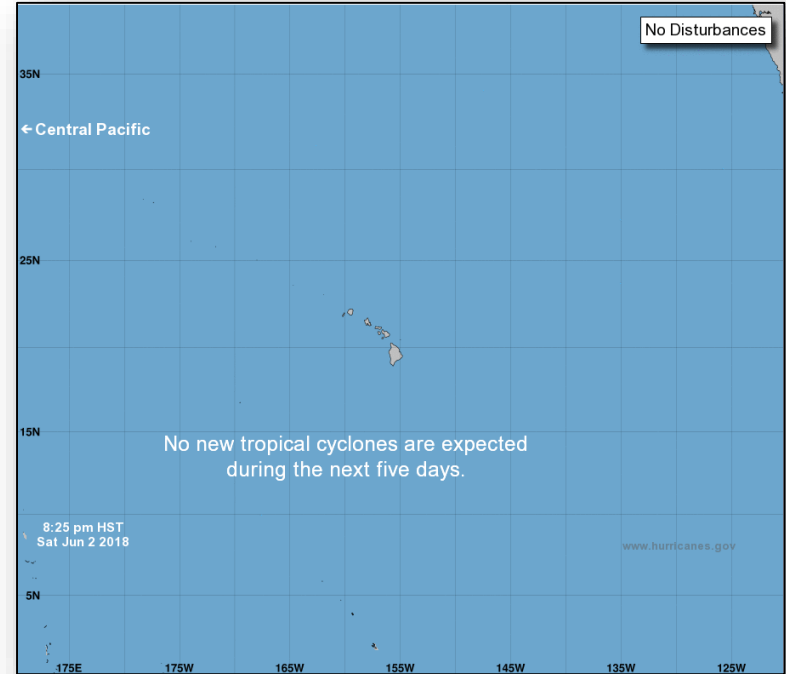 No Disturbances
35N
← Central Pacific
25N
15N
No new tropical cyclones are expected
during the next five days.
8:25 pm HST
Sat Jun 2 2018
www.hurricanes.gov
5N
175E 175W 165W 155W 145W 135W 125W